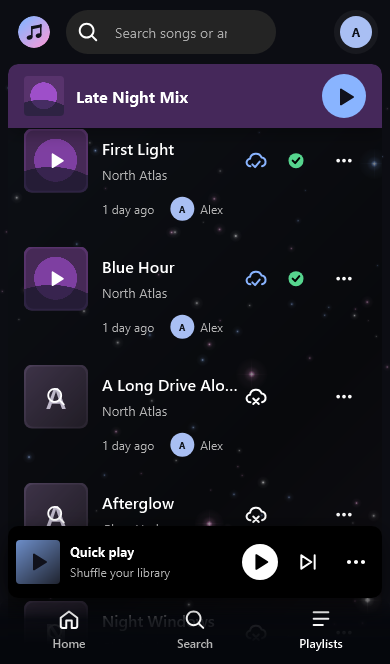 Search songs or ar
A
Late Night Mix
First Light
North Atlas
1 day ago
A
Alex
Blue Hour
North Atlas
1 day ago
A
Alex
A Long Drive Alo...
North Atlas
1 day ago
A
Alex
Afterglow
Quick play
Shuffle your library
Night Windows
Home
Search
Playlists